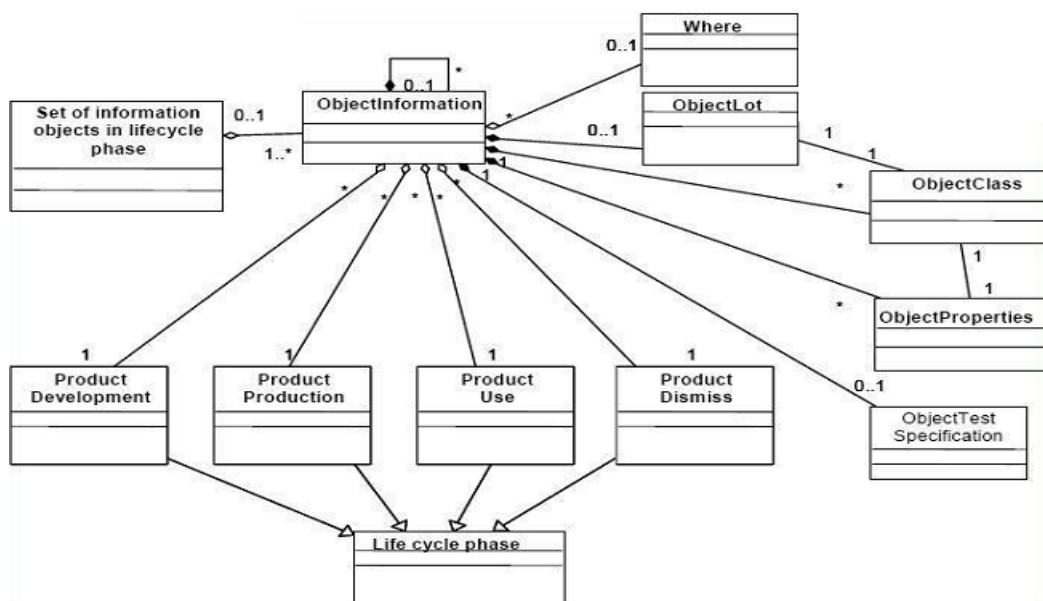 Where
0..1
*
0..1
ObjectInformation
*
ObjectLot
Set of information
objects in lifecycle
phase
0..1
0..1
1..*
1
1
ObjectClass
*
1
1
*
*
*
*
*
1
1
ObjectProperties
*
1
1
1
1
Product
Development
Product
Production
Product
Use
Product
Dismiss
0..1
ObjectTest
Specification
Life cycle phase